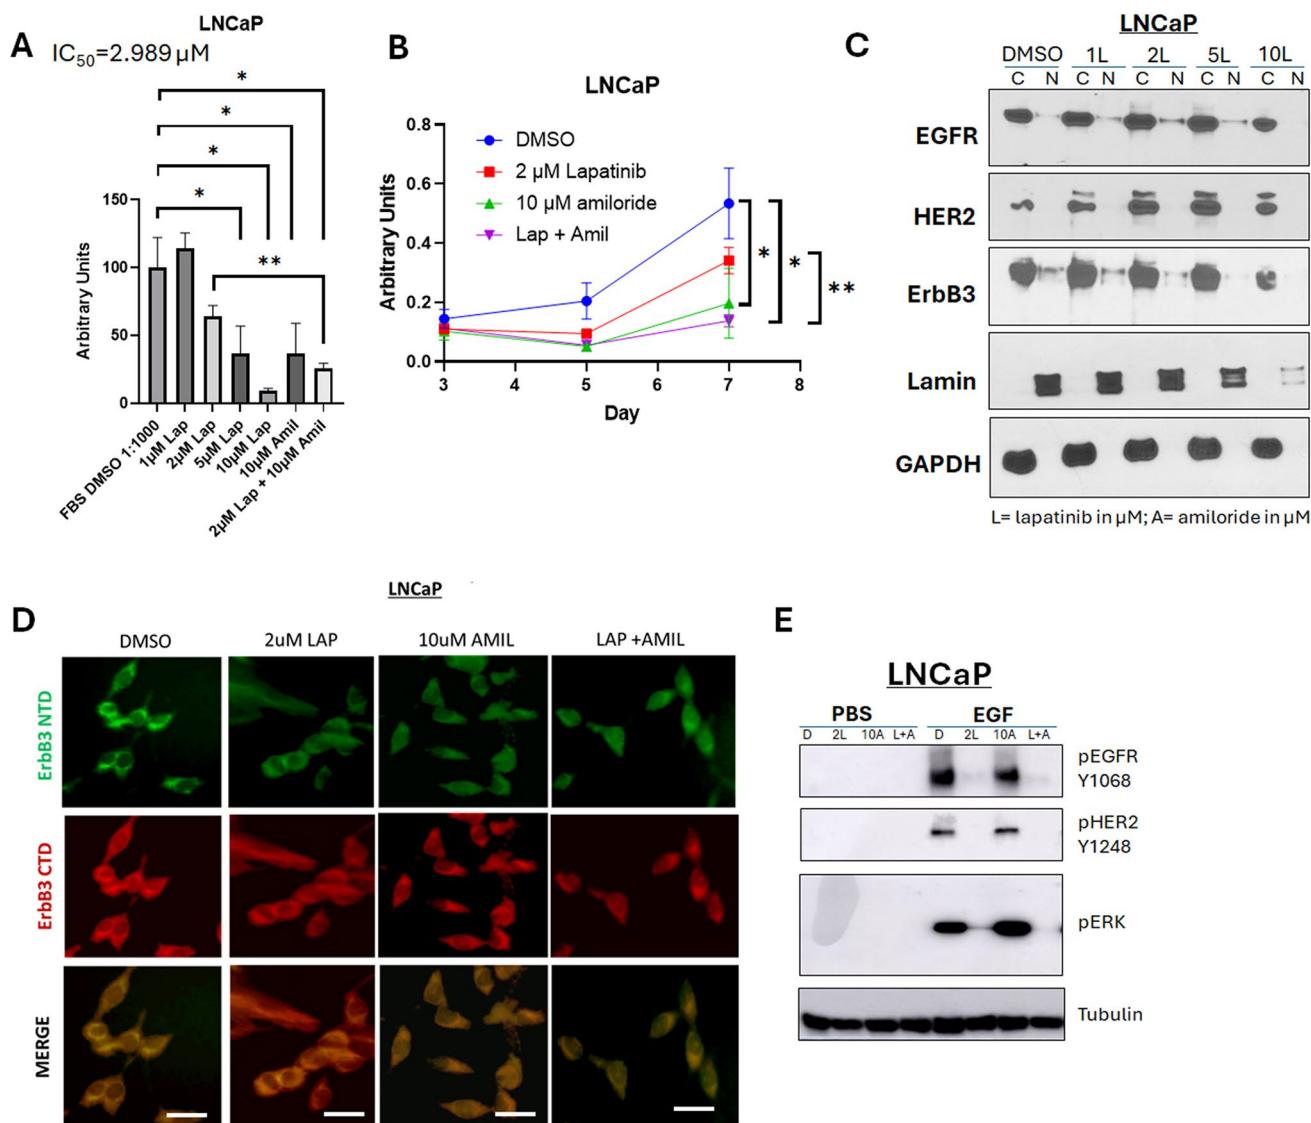 A
LNCaP
IC50=2.989 µM
*
*
*
*
**
Arbitrary Units
150
100
50
0
FBS DMSO 1:1000
1µM Lap
2µM Lap
5µM Lap
10µM Lap
10µM Amil
2µM Lap + 10µM Amil
B
LNCaP
DMSO
2 µM Lapatinib
10 µM amiloride
Lap + Amil
Arbitrary Units
0.8
0.6
0.4
0.2
0.0
3
4
5
6
7
8
Day
*
*
**
C
LNCaP
DMSO 1L 2L 5L 10L
C N C N C N C N C N
EGFR
HER2
ErbB3
Lamin
GAPDH
L= lapatinib in µM; A= amiloride in µM
D
LNCaP
DMSO 2uM LAP 10uM AMIL LAP +AMIL
ErbB3 NTD
ErbB3 CTD
MERGE
E
LNCaP
PBS EGF
D 2L 10A L+A D 2L 10A L+A
pEGFR
Y1068
pHER2
Y1248
pERK
Tubulin